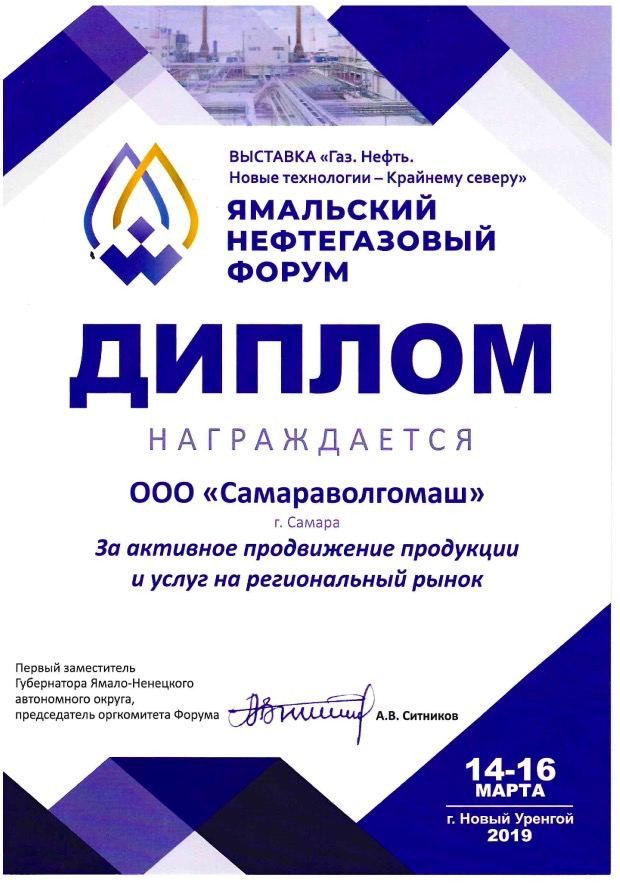 ВЫСТАВКА «Газ. Нефть.
Новые технологии – Крайнему северу»
ЯМАЛЬСКИЙ
НЕФТЕГАЗОВЫЙ
ФОРУМ
ДИПЛОМ
НАГРАЖДАЕТСЯ
ООО «Самараволгомаш»
г. Самара
За активное продвижение продукции
и услуг на региональный рынок
Первый заместитель
Губернатора Ямало-Ненецкого
автономного округа,
председатель оргкомитета Форума
А.В. Ситников
14-16
МАРТА
г. Новый Уренгой
2019